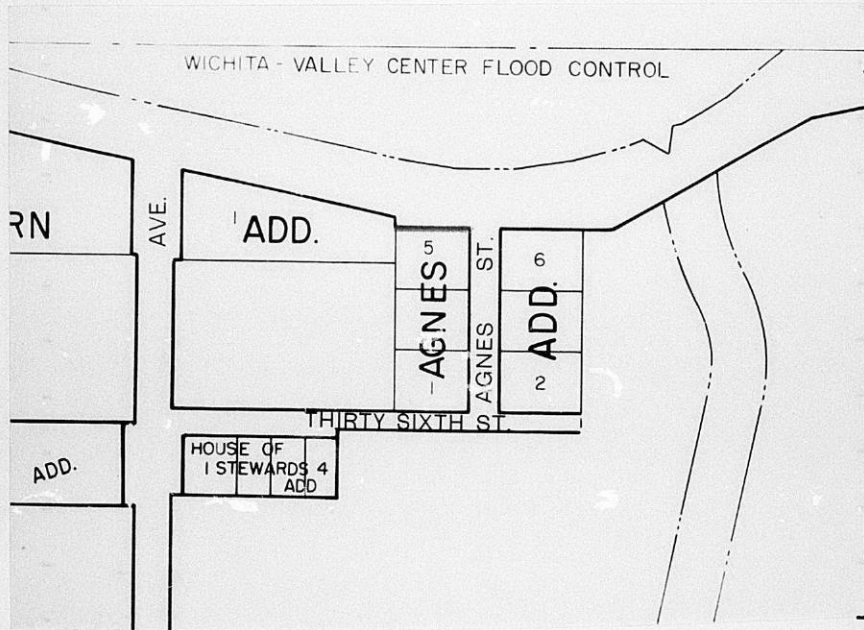 WICHITA - VALLEY CENTER FLOOD CONTROL
RN
AVE.
1 ADD.
5
AGNES
1
AGNES ST.
6
ADD.
2
THIRTY SIXTH ST.
ADD.
HOUSE OF
1 STEWARDS 4
ADD